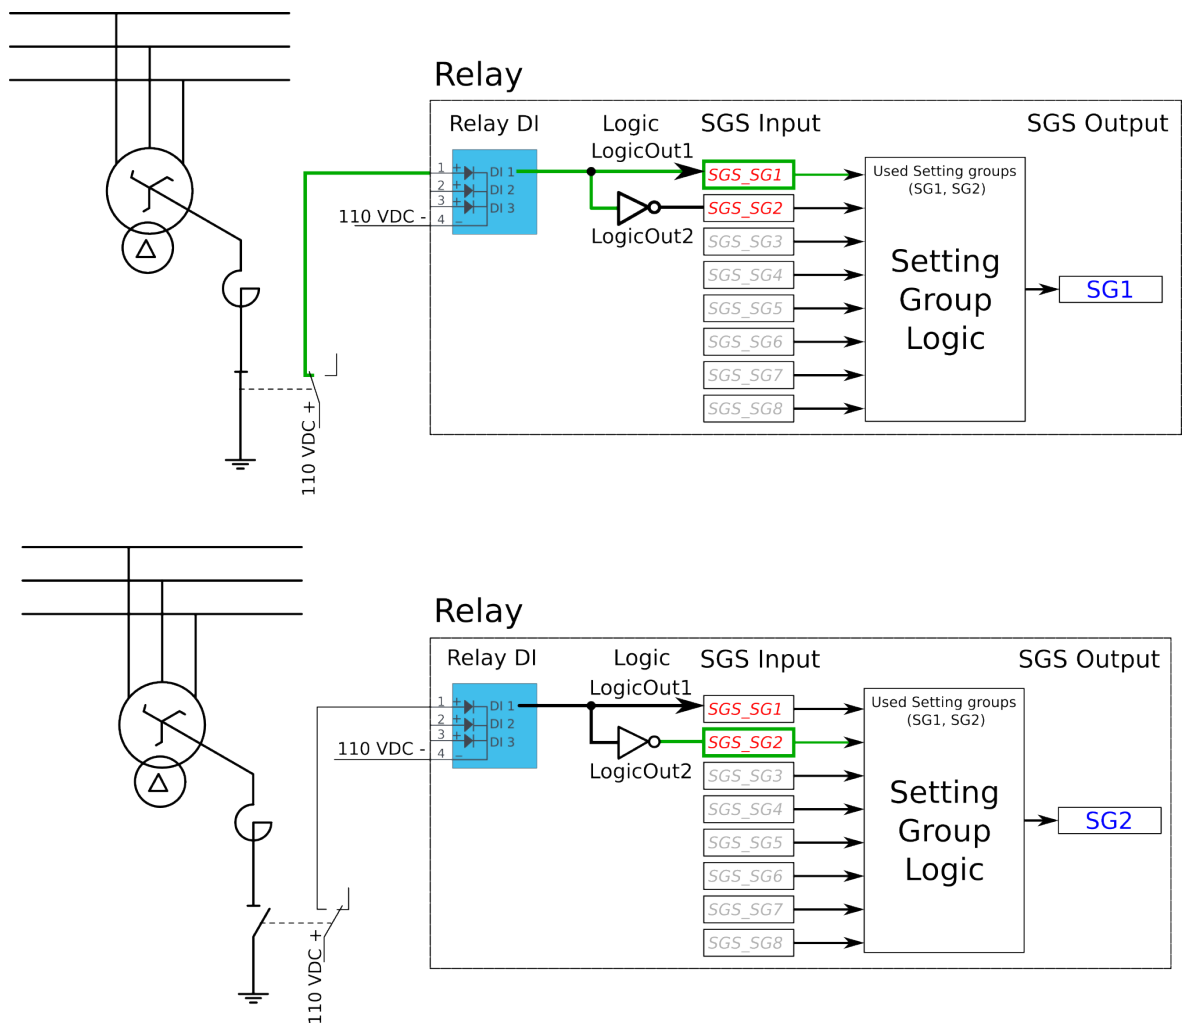 Relay
Relay DI
Logic
SGS Input
SGS Output
LogicOut1
1 + DI 1
2 + DI 2
3 + DI 3
4 −
110 VDC -
LogicOut2
SGS_SG1
SGS_SG2
SGS_SG3
SGS_SG4
SGS_SG5
SGS_SG6
SGS_SG7
SGS_SG8
Used Setting groups
(SG1, SG2)
Setting
Group
Logic
SG1
110 VDC +
Relay
Relay DI
Logic
SGS Input
SGS Output
LogicOut1
1 + DI 1
2 + DI 2
3 + DI 3
4 −
110 VDC -
LogicOut2
SGS_SG1
SGS_SG2
SGS_SG3
SGS_SG4
SGS_SG5
SGS_SG6
SGS_SG7
SGS_SG8
Used Setting groups
(SG1, SG2)
Setting
Group
Logic
SG2
110 VDC +